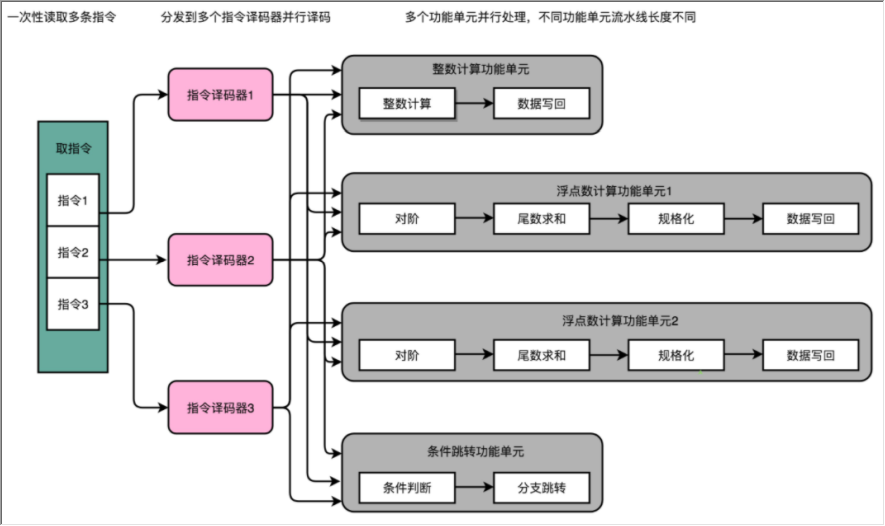 一次性读取多条指令
分发到多个指令译码器并行译码
多个功能单元并行处理，不同功能单元流水线长度不同
取指令
指令1
指令2
指令3
指令译码器1
指令译码器2
指令译码器3
整数计算功能单元
整数计算
数据写回
浮点数计算功能单元1
对阶
尾数求和
规格化
数据写回
浮点数计算功能单元2
对阶
尾数求和
规格化
数据写回
条件跳转功能单元
条件判断
分支跳转